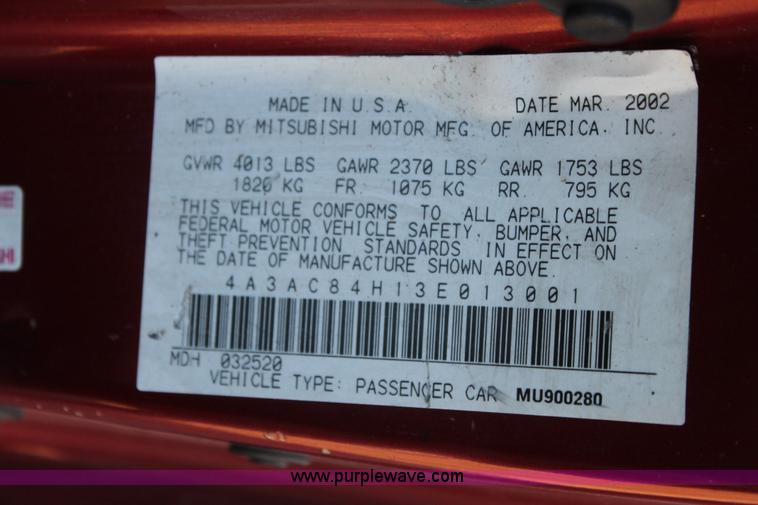 MADE IN U.S.A. DATE MAR. 2002
MFD BY MITSUBISHI MOTOR MFG. OF AMERICA, INC.
GVWR 4013 LBS GAWR 2370 LBS GAWR 1753 LBS
1820 KG FR. 1075 KG RR. 795 KG
THIS VEHICLE CONFORMS TO ALL APPLICABLE
FEDERAL MOTOR VEHICLE SAFETY, BUMPER, AND
THEFT PREVENTION STANDARDS IN EFFECT ON
THE DATE OF MANUFACTURE SHOWN ABOVE.
4A3AC84H13E013001
MDH 032520
VEHICLE TYPE: PASSENGER CAR MU900280
www.purplewave.com